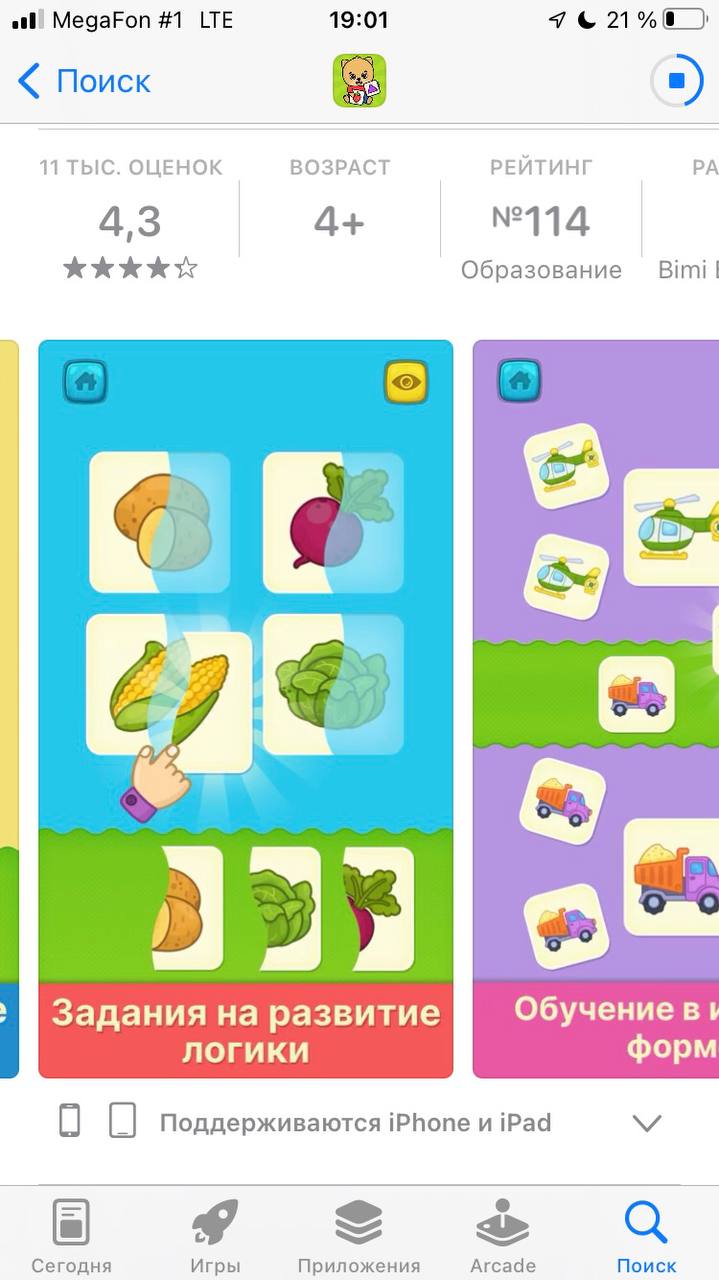 MegaFon #1 LTE 19:01 21 %
Поиск
11 ТЫС. ОЦЕНОК ВОЗРАСТ РЕЙТИНГ РА
4,3 4+ №114
★★★★☆ Образование Bimi
Задания на развитие
логики
Обучение в и
форм
Поддерживаются iPhone и iPad
Сегодня Игры Приложения Arcade Поиск